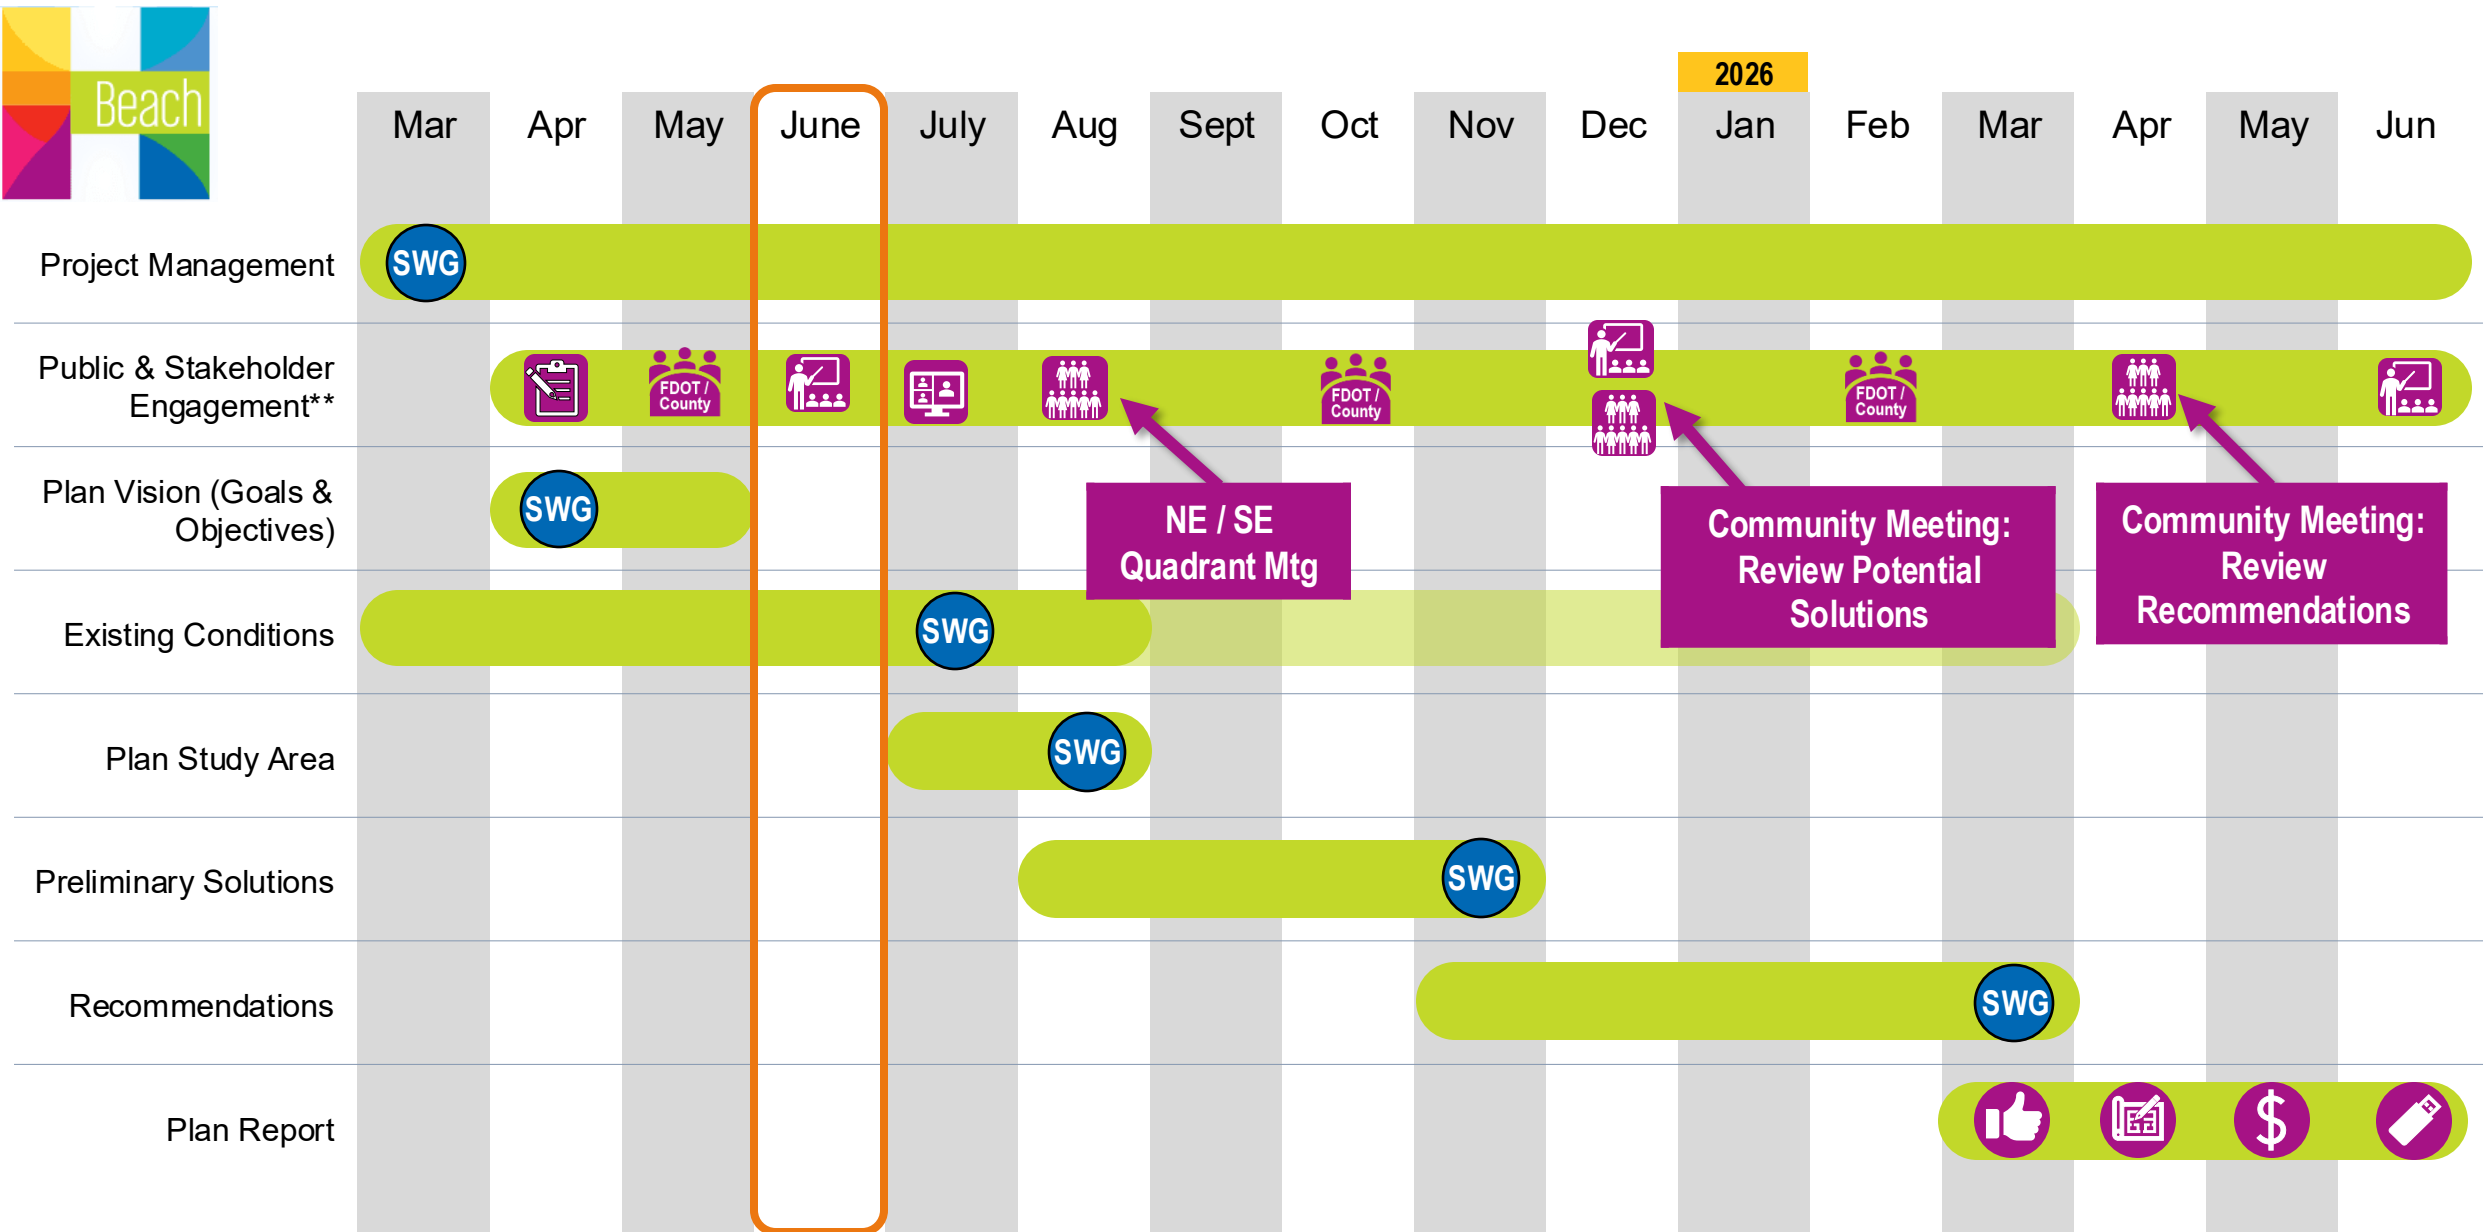 Beach
2026
Mar Apr May June July Aug Sept Oct Nov Dec Jan Feb Mar Apr May Jun
Project Management
SWG
Public & Stakeholder
Engagement**
FDOT /
County
FDOT /
County
FDOT /
County
Plan Vision (Goals &
Objectives)
SWG
NE / SE
Quadrant Mtg
Community Meeting:
Review Potential
Solutions
Community Meeting:
Review
Recommendations
Existing Conditions
SWG
Plan Study Area
SWG
Preliminary Solutions
SWG
Recommendations
SWG
Plan Report
$